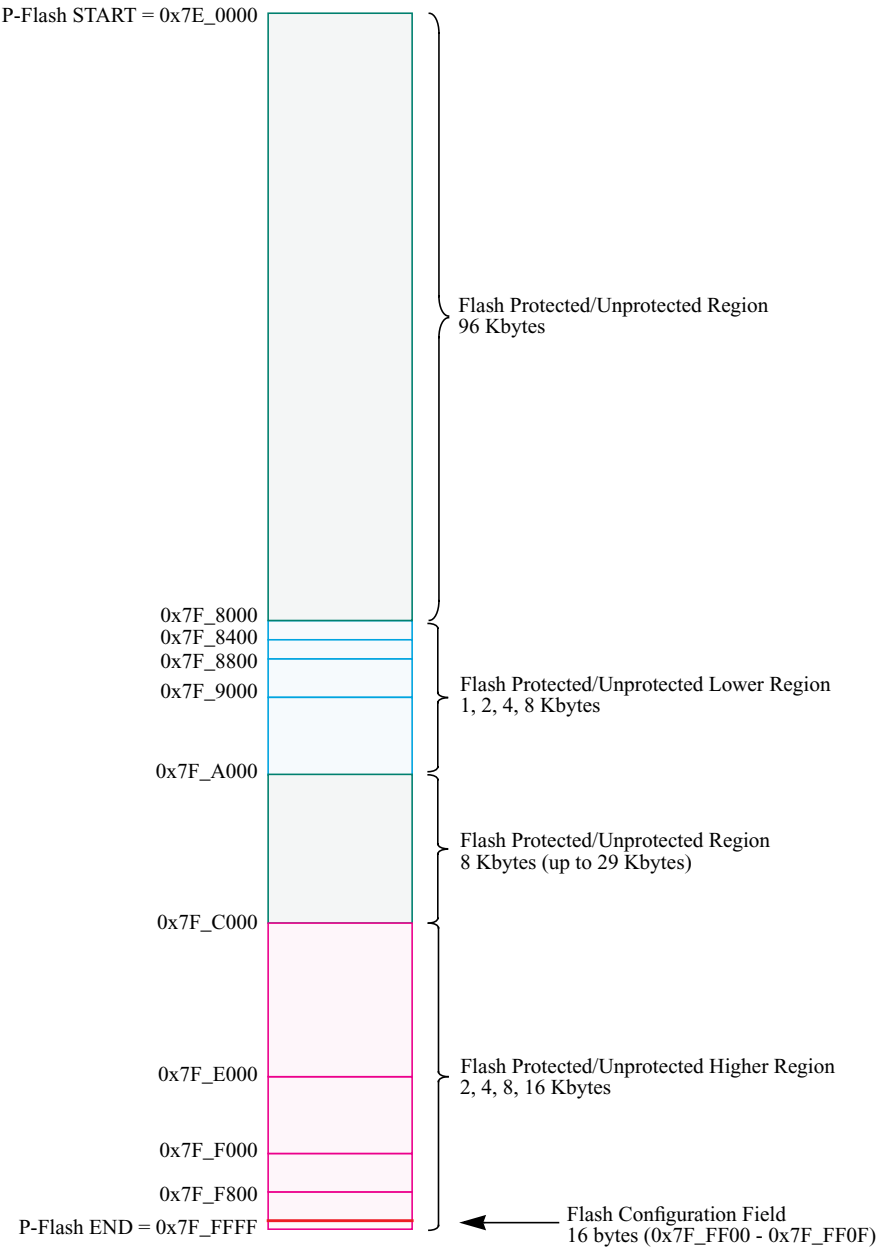 P-Flash START = 0x7E_0000
Flash Protected/Unprotected Region
96 Kbytes
0x7F_8000
0x7F_8400
0x7F_8800
0x7F_9000
Flash Protected/Unprotected Lower Region
1, 2, 4, 8 Kbytes
0x7F_A000
Flash Protected/Unprotected Region
8 Kbytes (up to 29 Kbytes)
0x7F_C000
Flash Protected/Unprotected Higher Region
2, 4, 8, 16 Kbytes
0x7F_E000
0x7F_F000
0x7F_F800
P-Flash END = 0x7F_FFFF
Flash Configuration Field
16 bytes (0x7F_FF00 - 0x7F_FF0F)